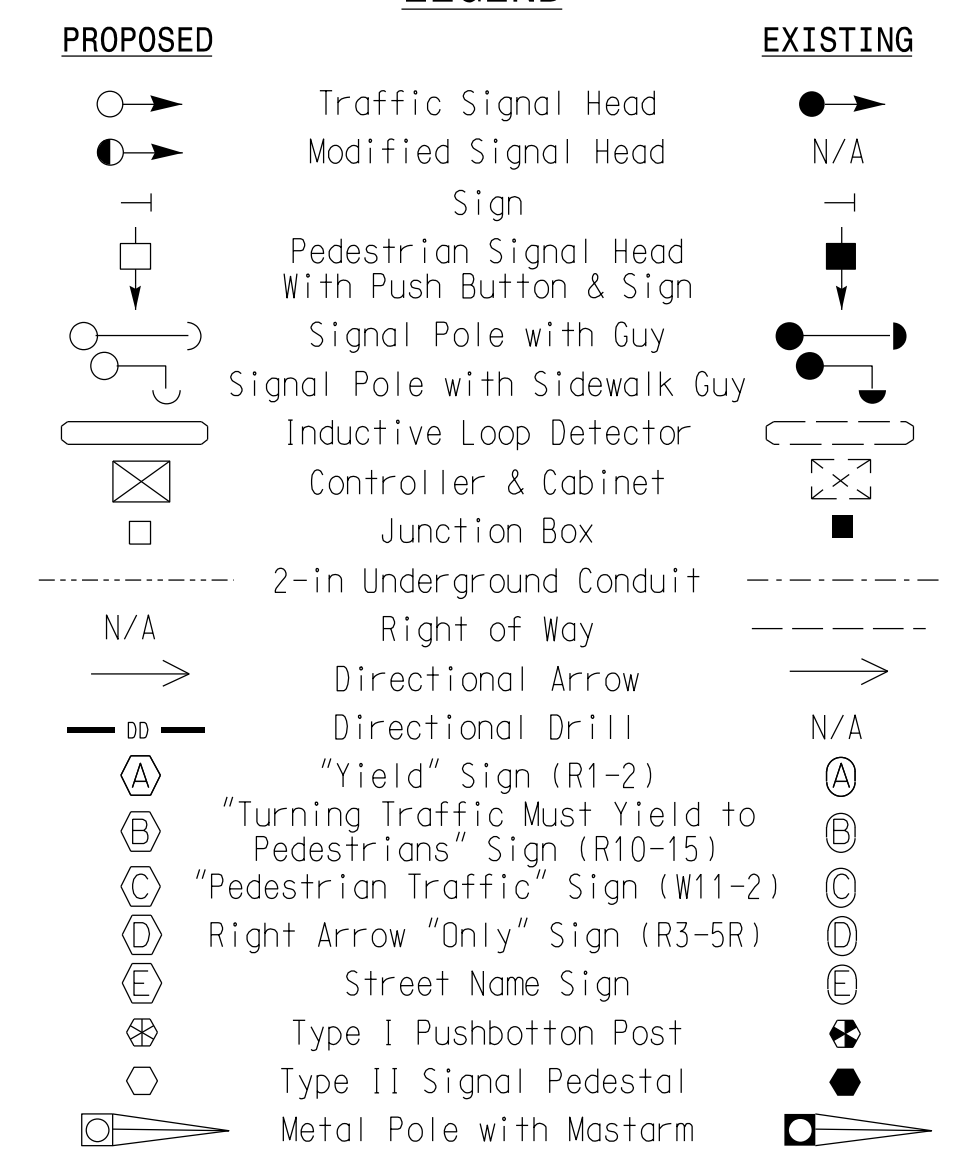 LEGEND
PROPOSED EXISTING
Traffic Signal Head
Modified Signal Head N/A
Sign
Pedestrian Signal Head
With Push Button & Sign
Signal Pole with Guy
Signal Pole with Sidewalk Guy
Inductive Loop Detector
Controller & Cabinet
Junction Box
2-in Underground Conduit
N/A Right of Way
Directional Arrow
DD Directional Drill N/A
A "Yield" Sign (R1-2) A
"Turning Traffic Must Yield to
B Pedestrians" Sign (R10-15) B
C "Pedestrian Traffic" Sign (W11-2) C
D Right Arrow "Only" Sign (R3-5R) D
E Street Name Sign E
Type I Pushbotton Post
Type II Signal Pedestal
Metal Pole with Mastarm